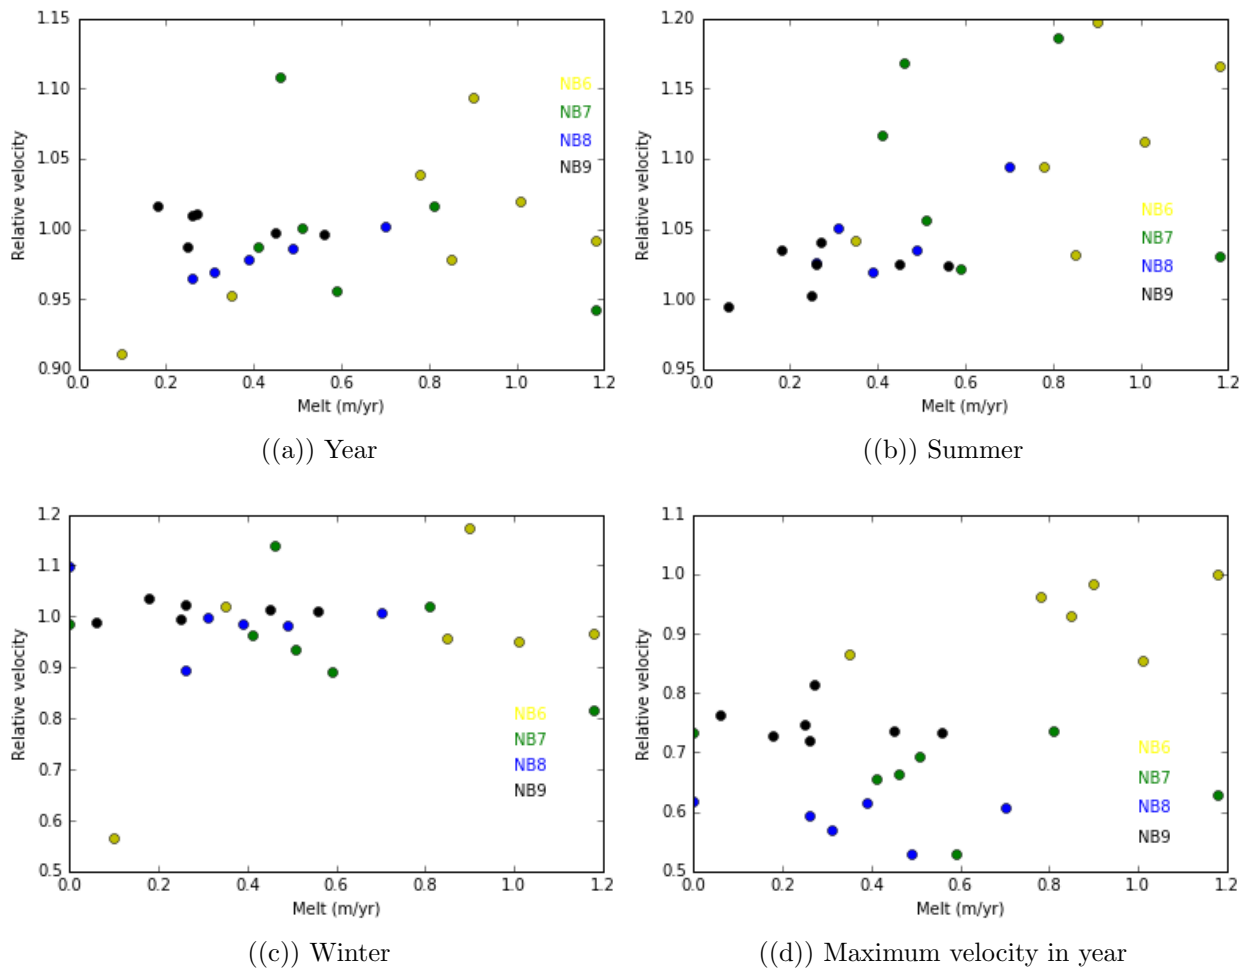 1.15
1.10
1.05
1.00
0.95
0.90
Relative velocity
NB6
NB7
NB8
NB9
0.0 0.2 0.4 0.6 0.8 1.0 1.2
Melt (m/yr)
((a)) Year
1.20
1.15
1.10
1.05
1.00
0.95
Relative velocity
NB6
NB7
NB8
NB9
0.0 0.2 0.4 0.6 0.8 1.0 1.2
Melt (m/yr)
((b)) Summer
1.2
1.1
1.0
0.9
0.8
0.7
0.6
0.5
Relative velocity
NB6
NB7
NB8
NB9
0.0 0.2 0.4 0.6 0.8 1.0 1.2
Melt (m/yr)
((c)) Winter
1.1
1.0
0.9
0.8
0.7
0.6
0.5
Relative velocity
NB6
NB7
NB8
NB9
0.0 0.2 0.4 0.6 0.8 1.0 1.2
Melt (m/yr)
((d)) Maximum velocity in year